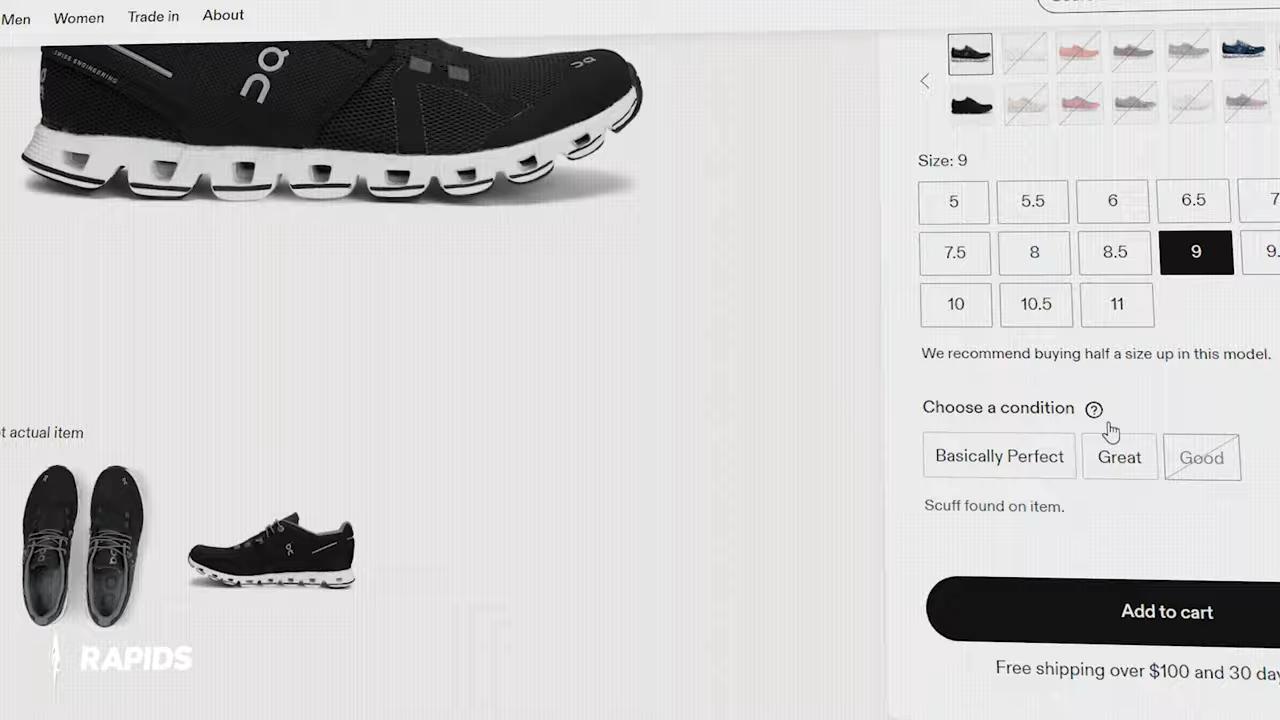 Men Women Trade in About
SWISS ENGINEERING
Size: 9
5 5.5 6 6.5
7.5 8 8.5 9
10 10.5 11
We recommend buying half a size up in this model.
Choose a condition ?
actual item
Basically Perfect Great Good
Scuff found on item.
Add to cart
RAPIDS
Free shipping over $100 and 30